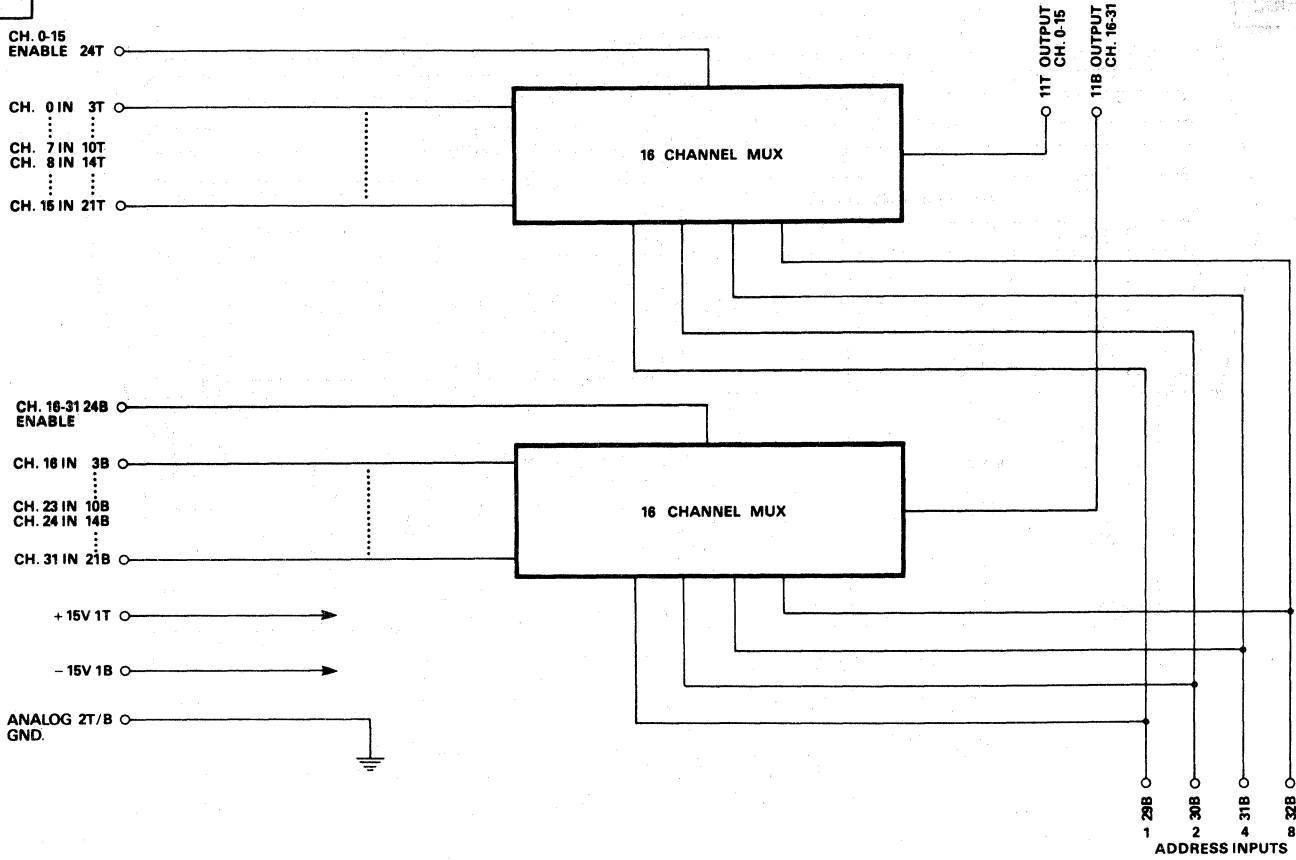 CH. 0-15
ENABLE 24T
CH. 0 IN 3T
CH. 7 IN 10T
CH. 8 IN 14T
CH. 15 IN 21T
16 CHANNEL MUX
11T OUTPUT
CH. 0-15
11B OUTPUT
CH. 16-31
CH. 16-31 24B
ENABLE
CH. 16 IN 3B
CH. 23 IN 10B
CH. 24 IN 14B
CH. 31 IN 21B
16 CHANNEL MUX
+ 15V 1T
- 15V 1B
ANALOG 2T/B
GND.
29B 30B 31B 32B
1 2 4 8
ADDRESS INPUTS